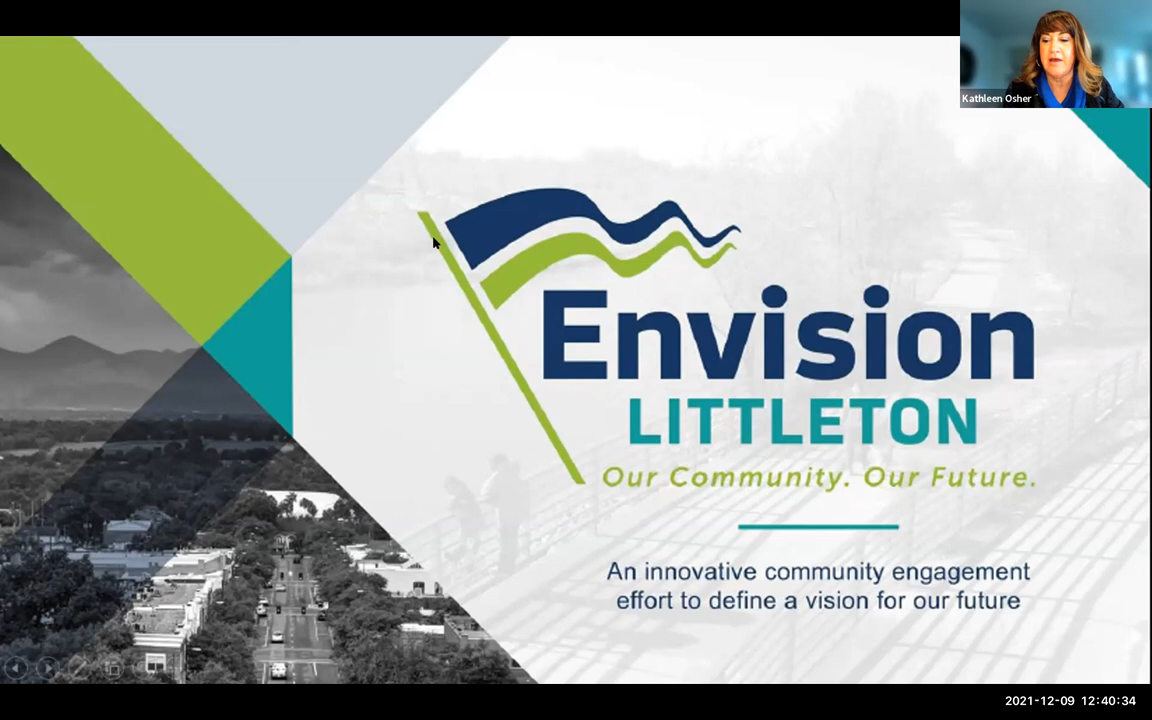 Kathleen Osher
Envision
LITTLETON
Our Community. Our Future.
An innovative community engagement
effort to define a vision for our future
2021-12-09 12:40:34